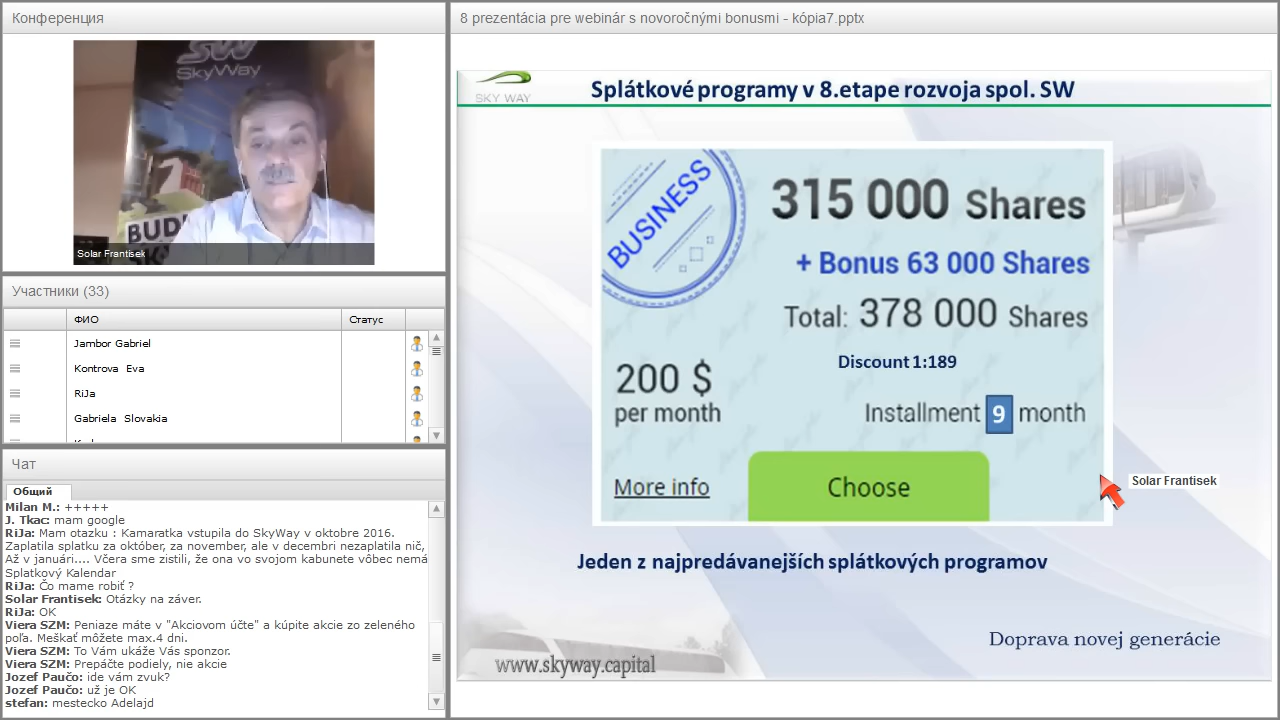 Конференция
SW
SkyWay
BUD
Solar Frantisek
Участники (33)
ФИО
Статус
Jambor Gabriel
Kontrova Eva
RiJa
Gabriela Slovakia
Чат
Общий
Milan M.: +++++
J. Tkac: mam google
RiJa: Mam otazku : Kamaratka vstupila do SkyWay v oktobre 2016.
Zaplatila splatku za október, za november, ale v decembri nezaplatila nič,
Až v januári.... Včera sme zistili, že ona vo svojom kabunete vôbec nemá
Splatkový Kalendar
RiJa: Čo mame robiť ?
Solar Frantisek: Otázky na záver.
RiJa: OK
Viera SZM: Peniaze máte v "Akciovom účte" a kúpite akcie zo zeleného
poľa. Meškať môžete max.4 dni.
Viera SZM: To Vám ukáže Vás sponzor.
Viera SZM: Prepáčte podiely, nie akcie
Jozef Paučo: ide vám zvuk?
Jozef Paučo: už je OK
stefan: mestecko Adelajd
8 prezentácia pre webinár s novoročnými bonusmi - kópia7.pptx
SKY WAY
Splátkové programy v 8.etape rozvoja spol. SW
BUSINESS
315 000 Shares
+ Bonus 63 000 Shares
Total: 378 000 Shares
Discount 1:189
200 $
per month
Installment 9 month
More info
Choose
Solar Frantisek
Jeden z najpredávanejších splátkových programov
Doprava novej generácie
www.skyway.capital